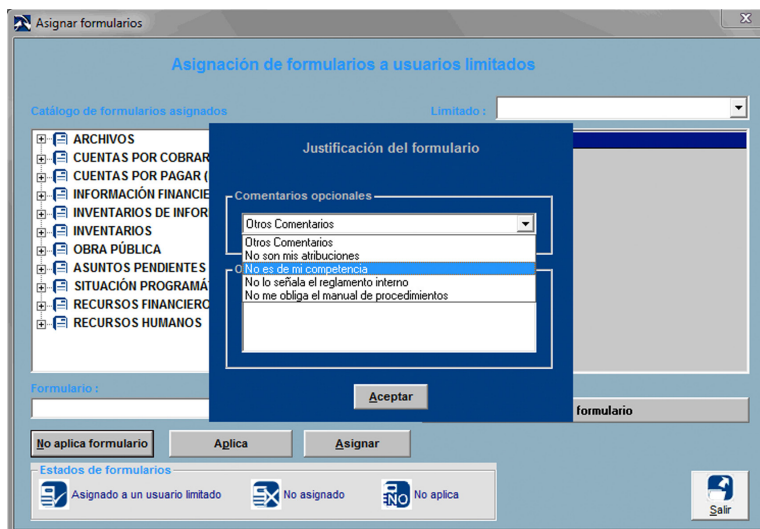 Asignar formularios
Asignación de formularios a usuarios limitados
Catálogo de formularios asignados
Limitado :
ARCHIVOS
CUENTAS POR COBRAR
CUENTAS POR PAGAR (
INFORMACIÓN FINANCIE
INVENTARIOS DE INFOR
INVENTARIOS
OBRA PÚBLICA
ASUNTOS PENDIENTES
SITUACIÓN PROGRAMÁ
RECURSOS FINANCIERO
RECURSOS HUMANOS
Justificación del formulario
Comentarios opcionales
Otros Comentarios
Otros Comentarios
No son mis atribuciones
No es de mi competencia
No lo señala el reglamento interno
No me obliga el manual de procedimientos
O
Aceptar
Formulario :
formulario
No aplica formulario
Aplica
Asignar
Estados de formularios
Asignado a un usuario limitado
No asignado
NO
No aplica
Salir